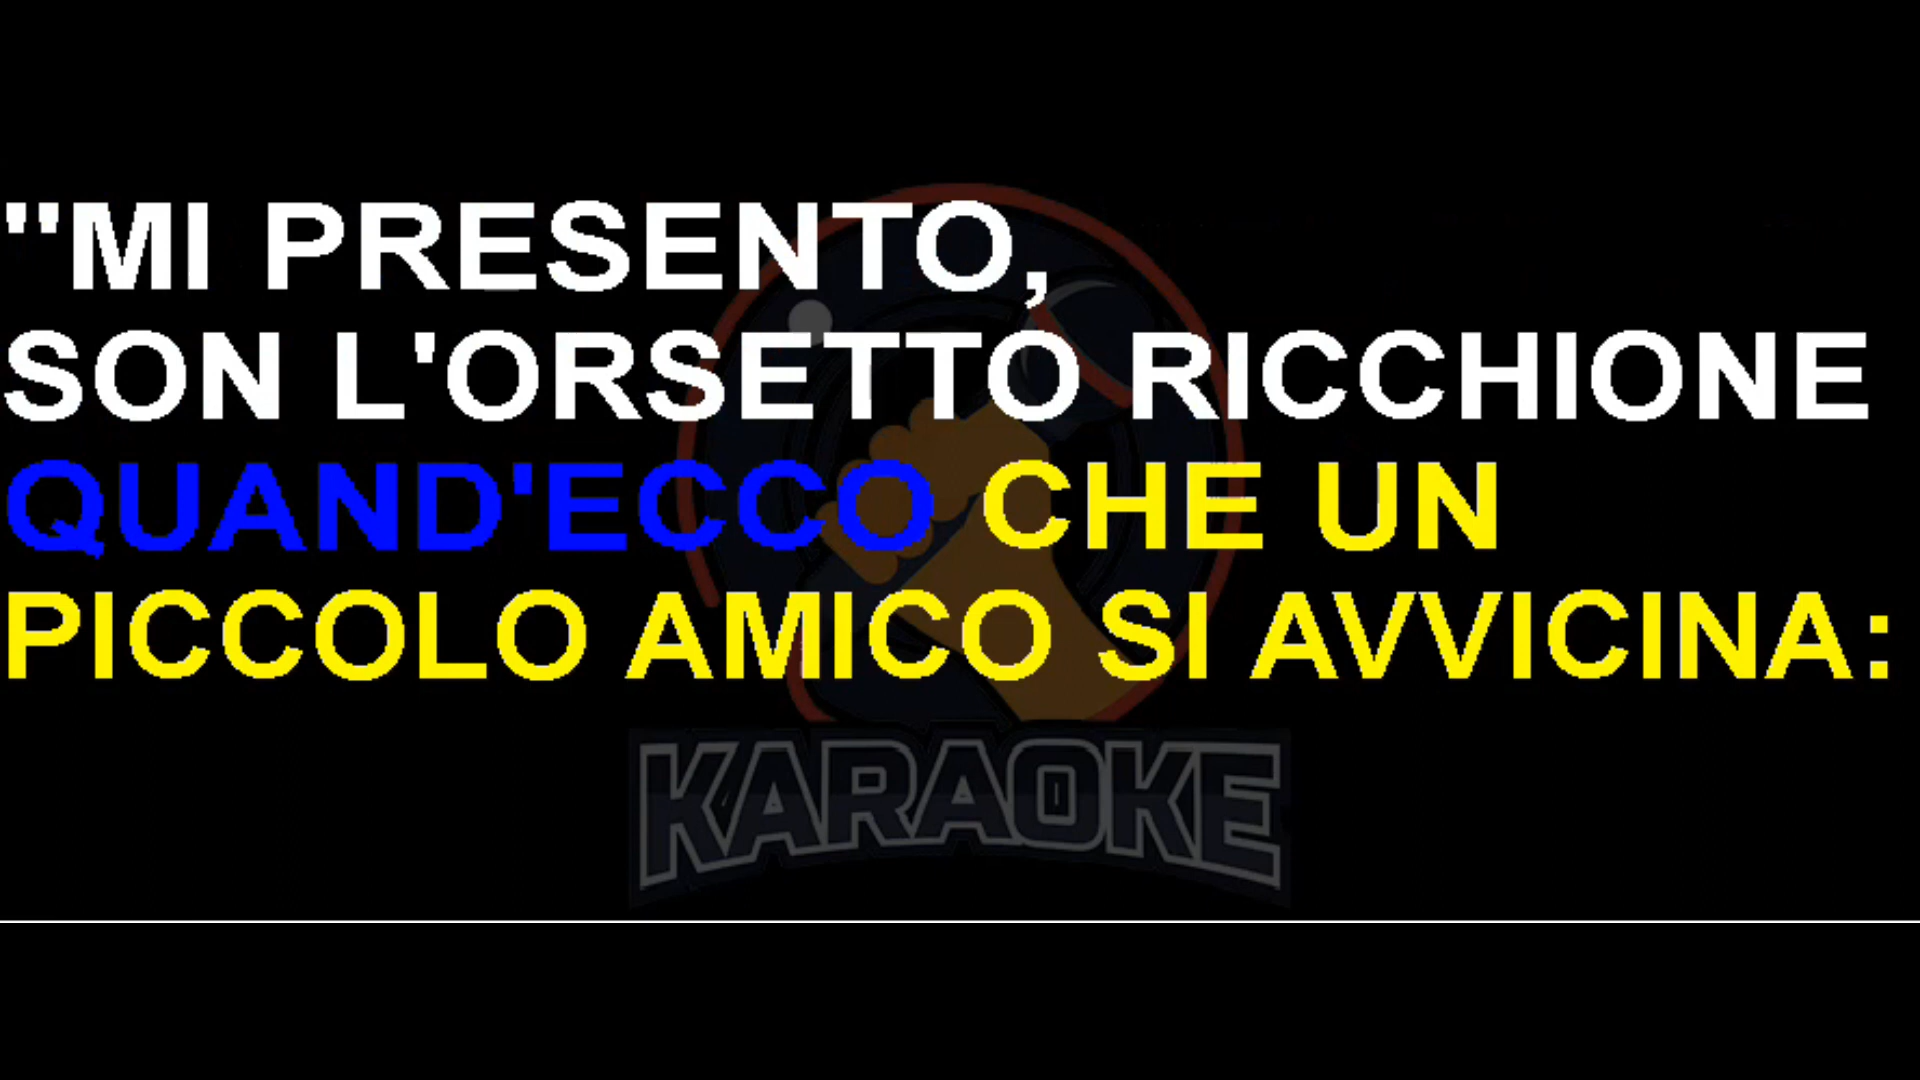 "MI PRESENTO,
SON L'ORSETTO RICCHIONE
QUAND'ECCO CHE UN
PICCOLO AMICO SI AVVICINA:
KARAOKE